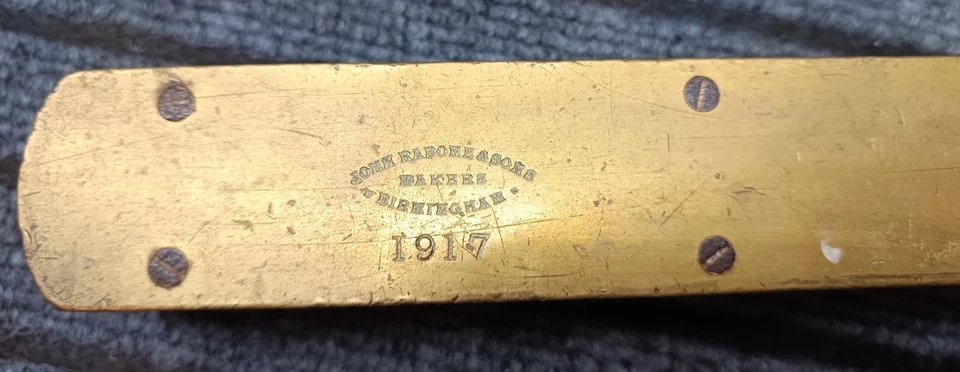 JOHN RABONE & SONS
MAKERS
BIRMINGHAM
1917